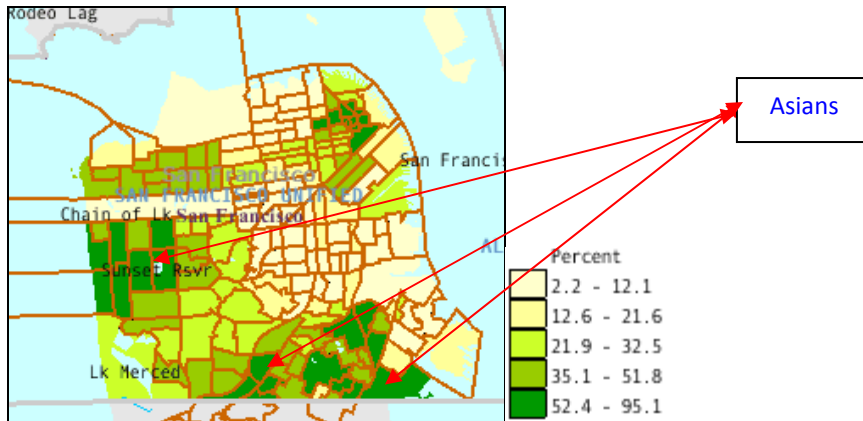 Rodeo Lag
Asians
San Francis
San Francisco
SAN FRANCISCO UNIFIED
Chain of Lk
San Francisco
AL
Sunset Rsvr
Lk Merced
Percent
2.2 - 12.1
12.6 - 21.6
21.9 - 32.5
35.1 - 51.8
52.4 - 95.1